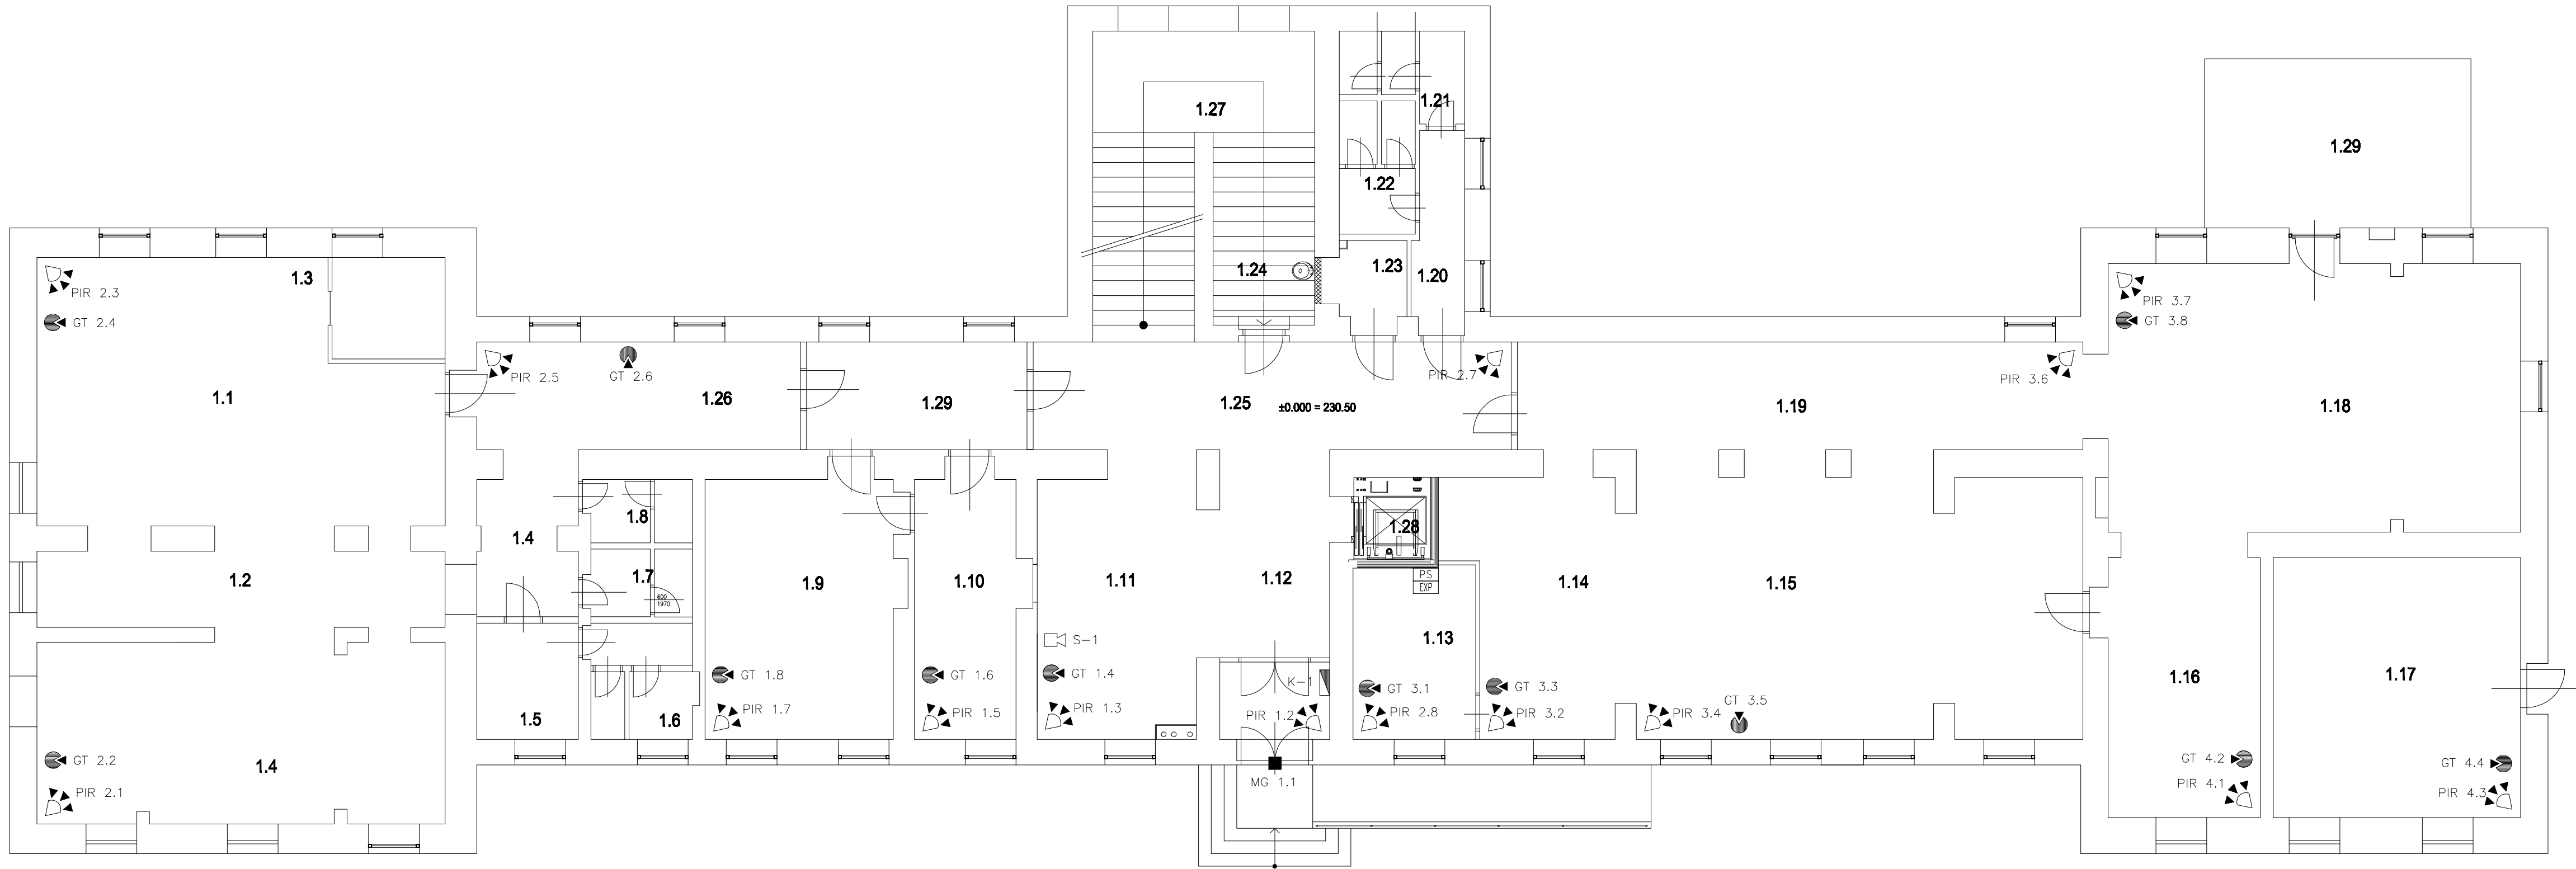 1.27
1.21
1.22
1.29
1.3
1.24
1.23
1.20
PIR 2.3
GT 2.4
PIR 3.7
GT 3.8
PIR 2.5
GT 2.6
PIR 2.7
PIR 3.6
1.1
1.26
1.29
1.25
±0.000 = 230.50
1.19
1.18
1.8
1.4
1.28
1.2
1.7
600
1970
1.9
1.10
1.11
1.12
PS
EXP
1.14
1.15
1.13
S-1
GT 1.8
GT 1.6
GT 1.4
K-1
GT 3.1
GT 3.3
GT 3.5
1.16
1.17
1.5
1.6
PIR 1.7
PIR 1.5
PIR 1.3
PIR 1.2
PIR 2.8
PIR 3.2
PIR 3.4
GT 2.2
1.4
PIR 2.1
MG 1.1
GT 4.2
PIR 4.1
GT 4.4
PIR 4.3